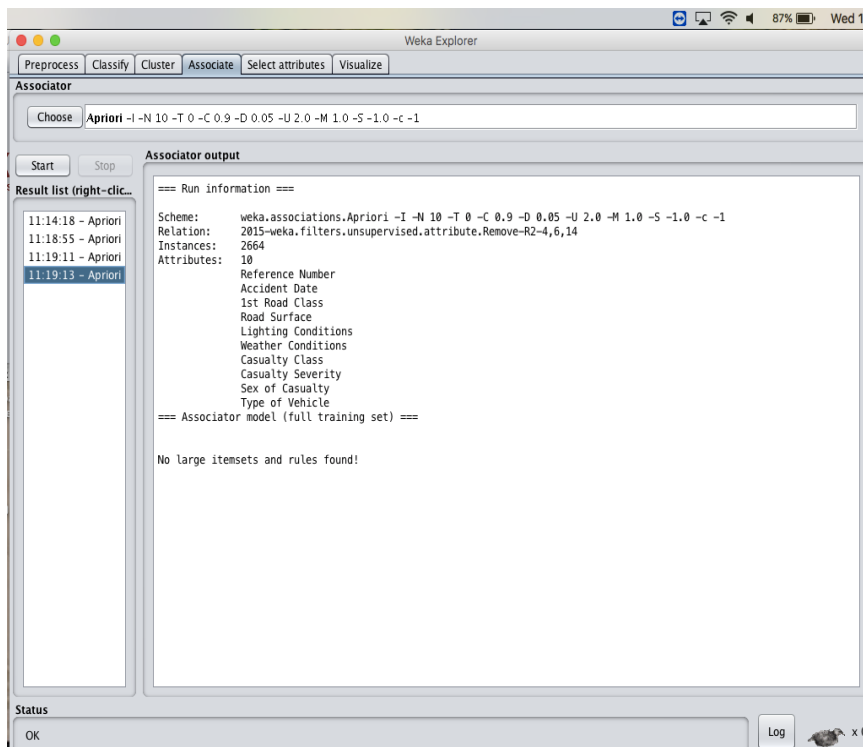 87% Wed 1
Weka Explorer
Preprocess Classify Cluster Associate Select attributes Visualize
Associator
Choose Apriori -I -N 10 -T 0 -C 0.9 -D 0.05 -U 2.0 -M 1.0 -S -1.0 -c -1
Start Stop
Associator output
Result list (right-clic...
11:14:18 - Apriori
11:18:55 - Apriori
11:19:11 - Apriori
11:19:13 - Apriori
=== Run information ===
Scheme: weka.associations.Apriori -I -N 10 -T 0 -C 0.9 -D 0.05 -U 2.0 -M 1.0 -S -1.0 -c -1
Relation: 2015-weka.filters.unsupervised.attribute.Remove-R2-4,6,14
Instances: 2664
Attributes: 10
Reference Number
Accident Date
1st Road Class
Road Surface
Lighting Conditions
Weather Conditions
Casualty Class
Casualty Severity
Sex of Casualty
Type of Vehicle
=== Associator model (full training set) ===
No large itemsets and rules found!
Status
OK
Log